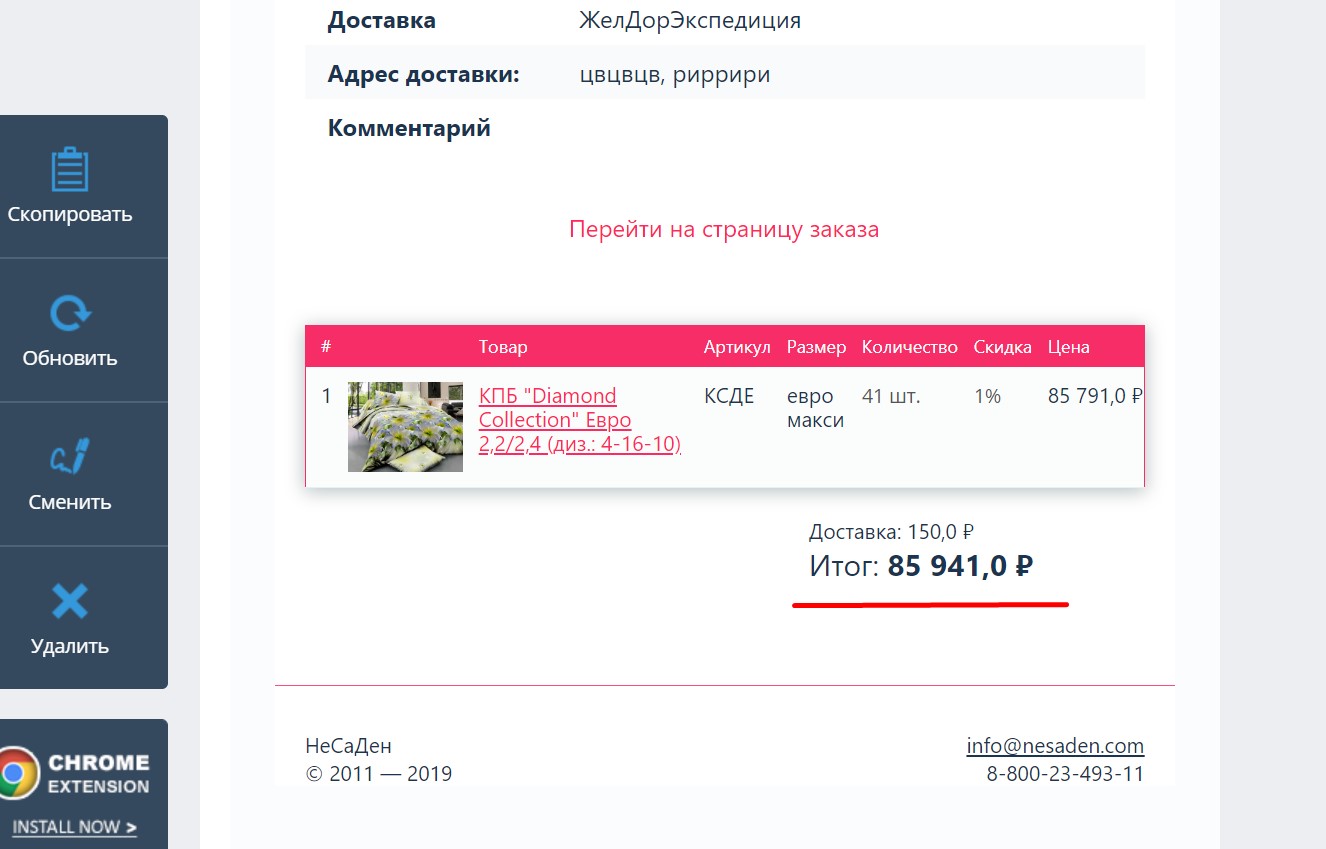 Доставка ЖелДорЭкспедиция
Адрес доставки: цвцвцв, риррири
Комментарий
Скопировать
Перейти на страницу заказа
Обновить
# Товар Артикул Размер Количество Скидка Цена
1 КПБ "Diamond КСДЕ евро 41 шт. 1% 85 791,0 ₽
Collection" Евро макси
2,2/2,4 (диз.: 4-16-10)
Сменить
Доставка: 150,0 ₽
Итог: 85 941,0 ₽
Удалить
НеСаДен info@nesaden.com
© 2011 — 2019 8-800-23-493-11
CHROME
EXTENSION
INSTALL NOW >